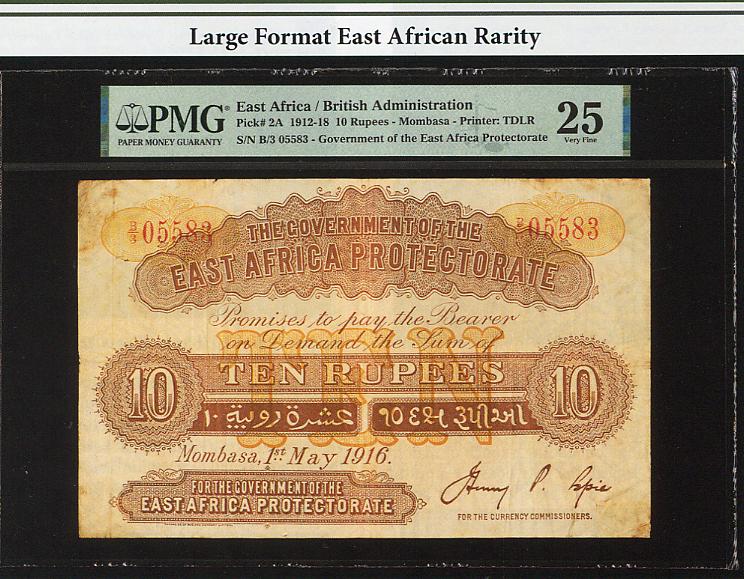 Large Format East African Rarity
PMG
PAPER MONEY GUARANTY
East Africa / British Administration
Pick# 2A 1912-18 10 Rupees - Mombasa - Printer: TDLR
S/N B/3 05583 - Government of the East Africa Protectorate
25
Very Fine
B/3 05583
B/3 05583
THE GOVERNMENT OF THE
EAST AFRICA PROTECTORATE
Promises to pay the Bearer
on Demand the Sum of
TEN
10 TEN RUPEES 10
عشرة روبية ١٠
૧૦ દશ રૂપીઆ
Mombasa, 1st May 1916.
FOR THE GOVERNMENT OF THE
EAST AFRICA PROTECTORATE
FOR THE CURRENCY COMMISSIONERS.